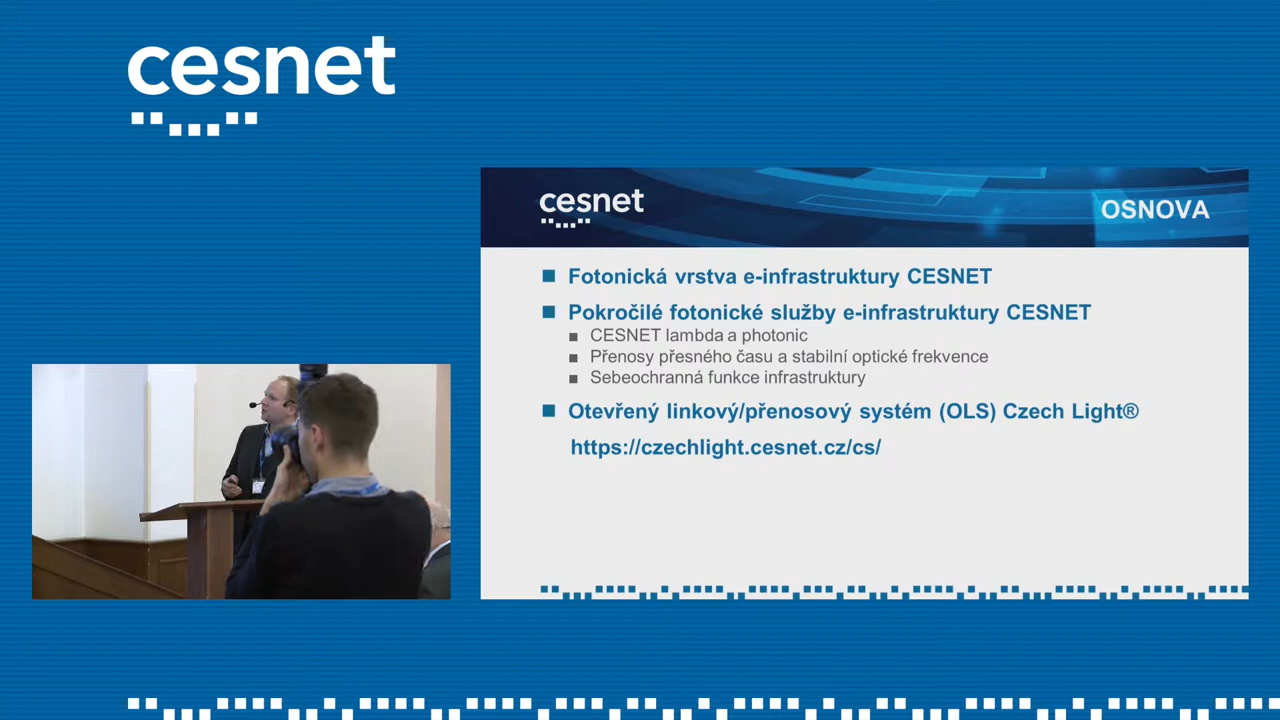 cesnet
cesnet
OSNOVA
Fotonická vrstva e-infrastruktury CESNET
Pokročilé fotonické služby e-infrastruktury CESNET
CESNET lambda a photonic
Přenosy přesného času a stabilní optické frekvence
Sebeochranná funkce infrastruktury
Otevřený linkový/přenosový systém (OLS) Czech Light®
https://czechlight.cesnet.cz/cs/